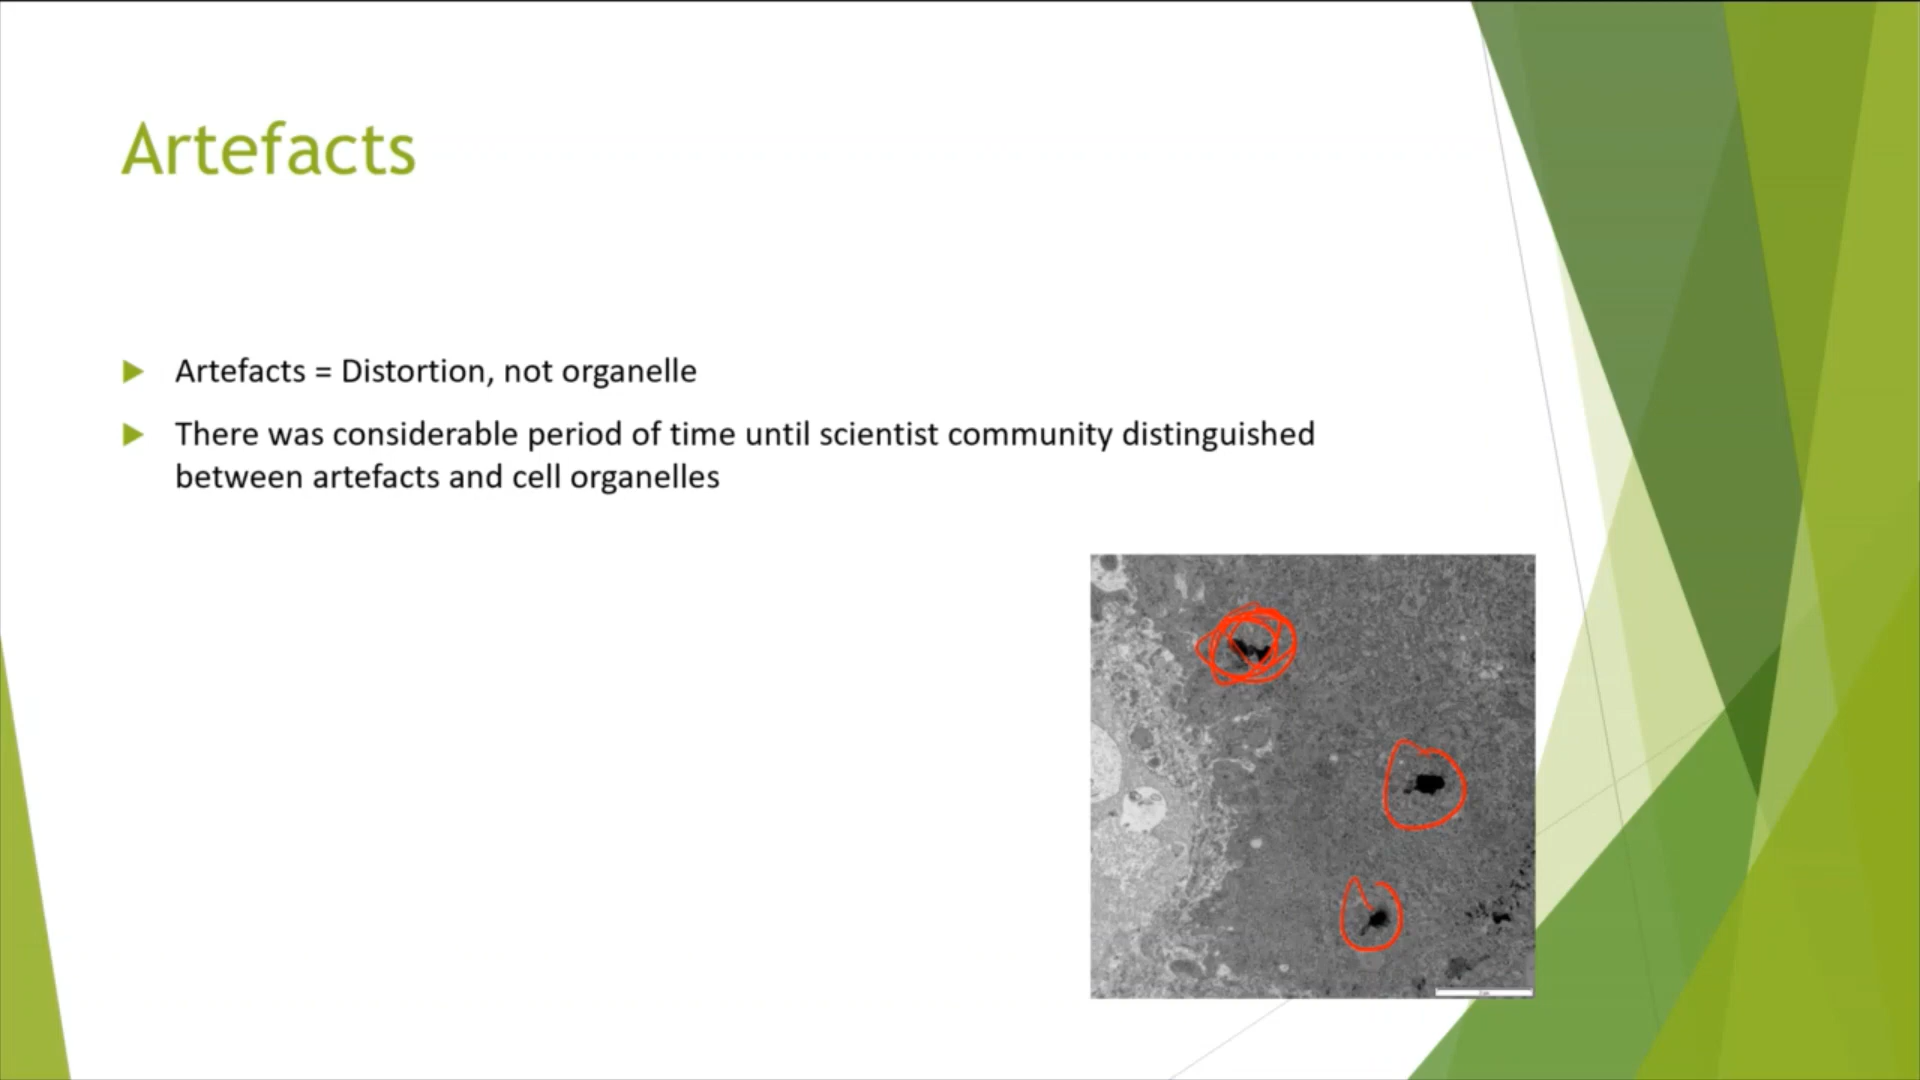 Artefacts
Artefacts = Distortion, not organelle
There was considerable period of time until scientist community distinguished
between artefacts and cell organelles